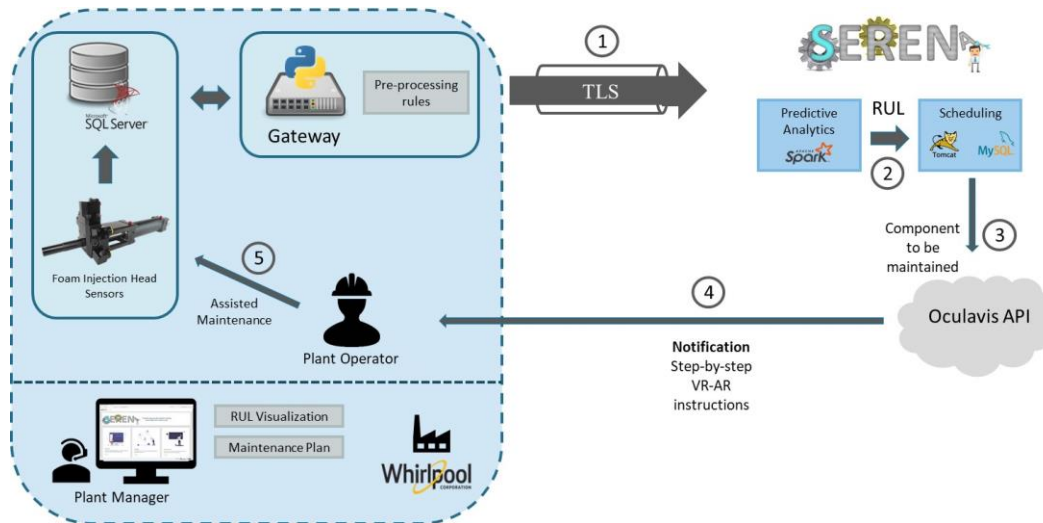 Microsoft
SQL Server
Gateway
Pre-processing
rules
1
TLS
SERENA
Predictive
Analytics
APACHE
Spark
RUL
2
Scheduling
Tomcat
MySQL
3
Component
to be
maintained
Oculavis API
4
Notification
Step-by-step
VR-AR
instructions
Foam Injection Head
Sensors
5
Assisted
Maintenance
Plant Operator
SERENA
RUL Visualization
Maintenance Plan
Plant Manager
Whirlpool
CORPORATION